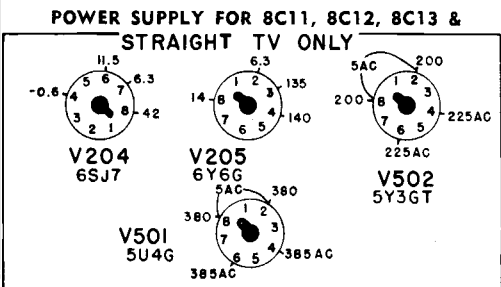 POWER SUPPLY FOR 8C11, 8C12, 8C13 &
STRAIGHT TV ONLY
11.5
-0.6
6.3
42
5 6 7 4 8 3 2 1
V204
6SJ7
6.3
135
14
140
1 2 3 8 7 6 5 4
V205
6Y6G
5AC
200
200
225AC
225AC
1 2 3 8 7 6 5 4
V502
5Y3GT
5AC
380
380
385AC
385AC
1 2 3 8 7 6 5 4
V501
5U4G